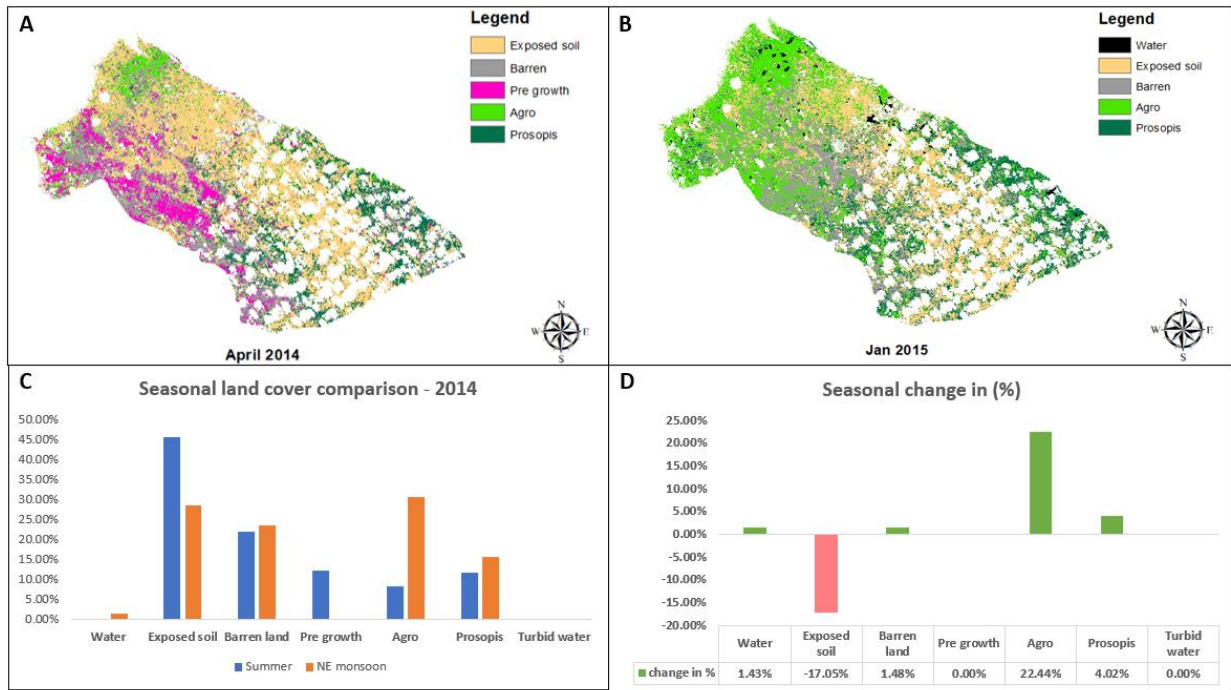 A
Legend
Exposed soil
Barren
Pre growth
Agro
Prosopis
N
W E
S
April 2014
B
Legend
Water
Exposed soil
Barren
Agro
Prosopis
N
W E
S
Jan 2015
C
Seasonal land cover comparison - 2014
50.00%
45.00%
40.00%
35.00%
30.00%
25.00%
20.00%
15.00%
10.00%
5.00%
0.00%
Water Exposed soil Barren land Pre growth Agro Prosopis Turbid water
Summer NE monsoon
D
Seasonal change in (%)
25.00%
20.00%
15.00%
10.00%
5.00%
0.00%
-5.00%
-10.00%
-15.00%
-20.00%
Water Exposed soil Barren land Pre growth Agro Prosopis Turbid water
change in % 1.43% -17.05% 1.48% 0.00% 22.44% 4.02% 0.00%